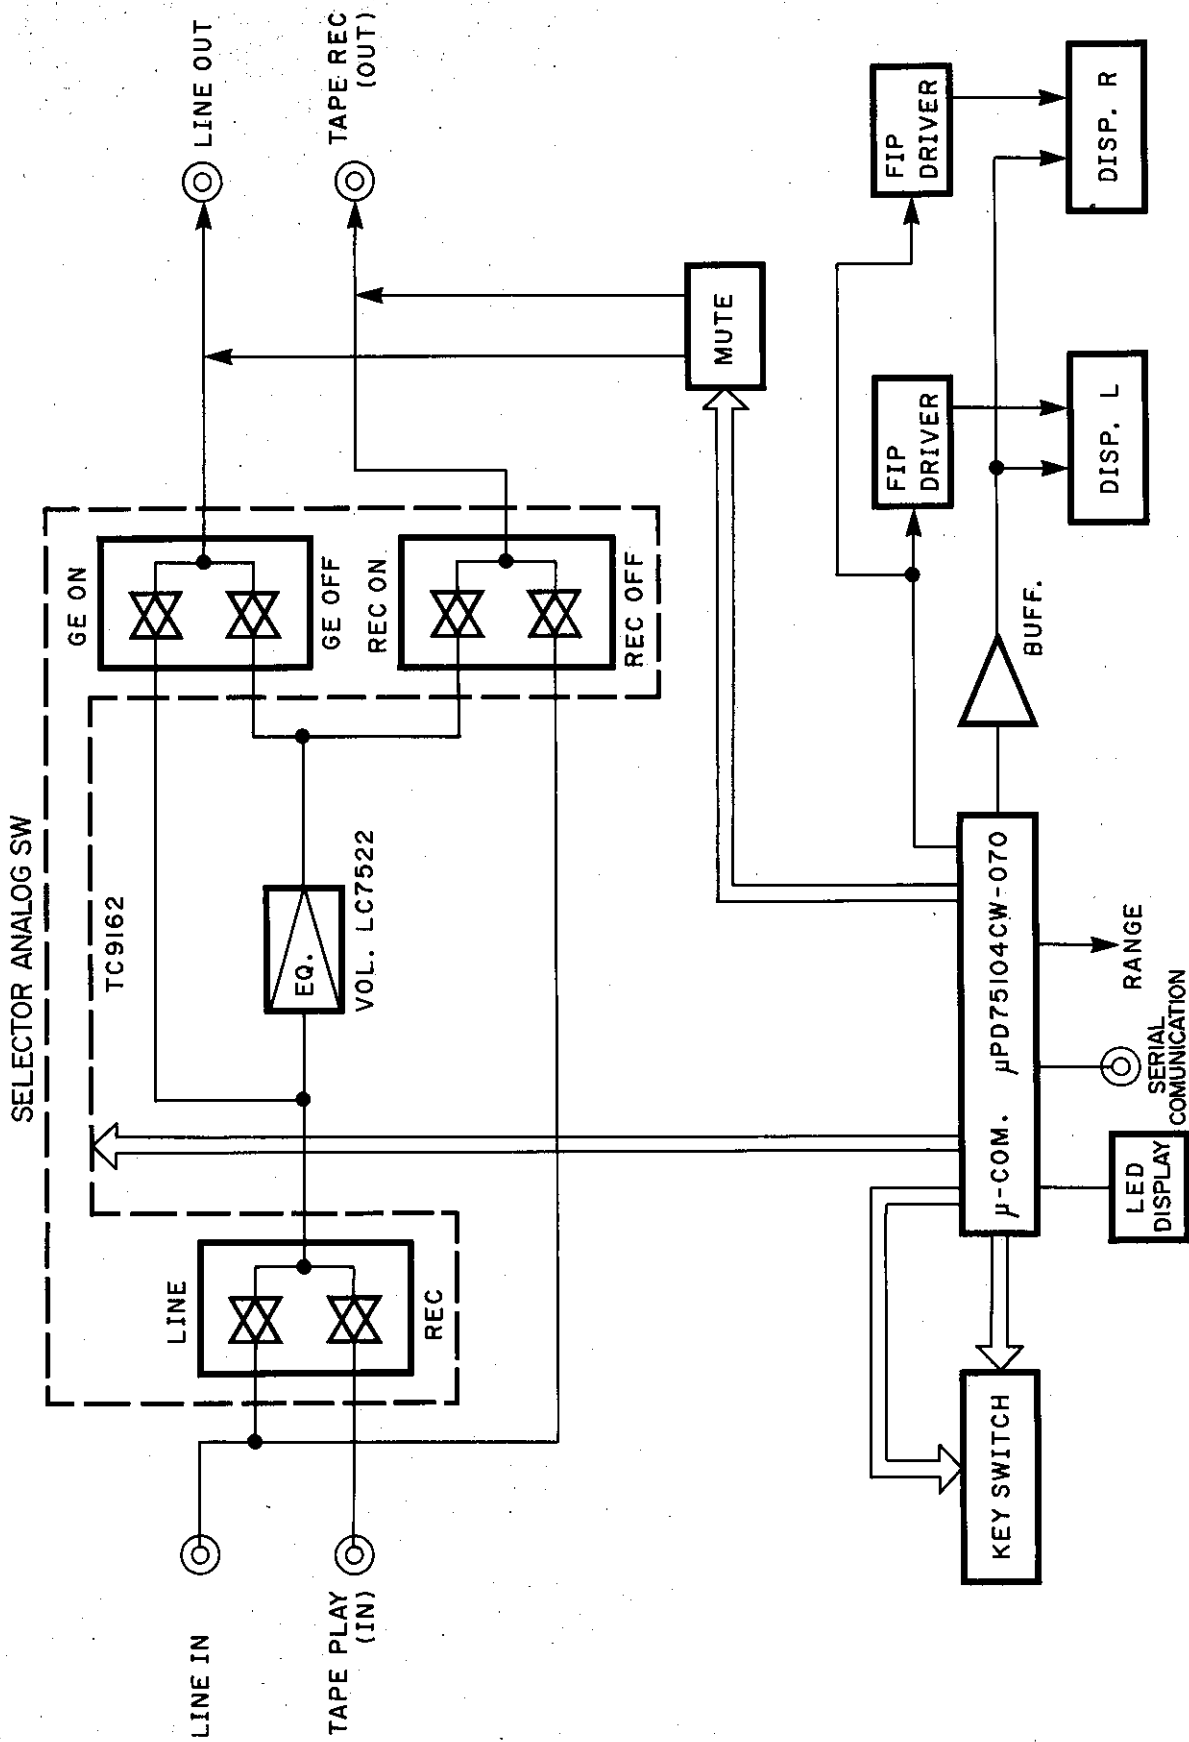 SELECTOR ANALOG SW
TC9162
LINE IN
TAPE PLAY
(IN)
LINE
REC
EQ.
VOL. LC7522
GE ON
GE OFF
REC ON
REC OFF
LINE OUT
TAPE REC
(OUT)
MUTE
KEY SWITCH
μ-COM. μPD75104CW-070
LED
DISPLAY
SERIAL
COMUNICATION
RANGE
BUFF.
FIP
DRIVER
DISP. L
FIP
DRIVER
DISP. R